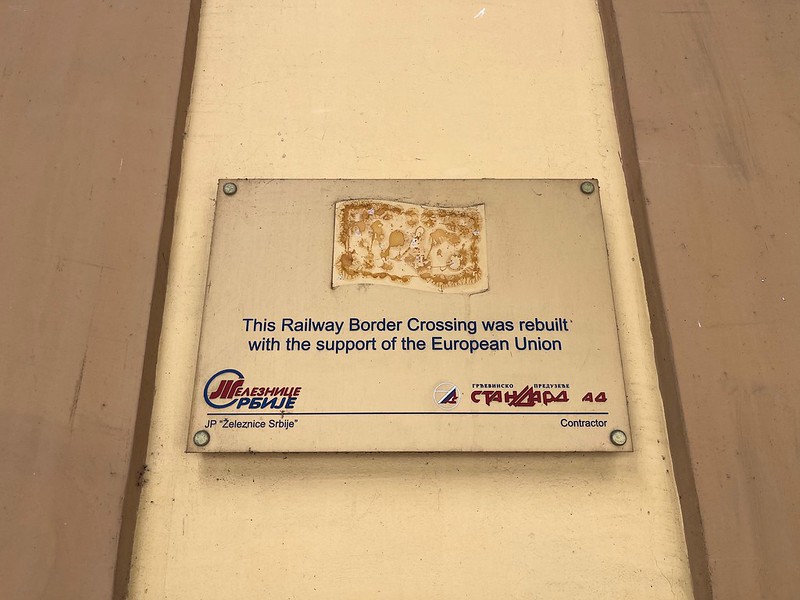 This Railway Border Crossing was rebuilt
with the support of the European Union
ЖЕЛЕЗНИЦЕ
СРБИЈЕ
ГРЂЕВИНСКО ПРЕДУЗЕЋЕ
СТАНДАРД АД
JP "Železnice Srbije"
Contractor